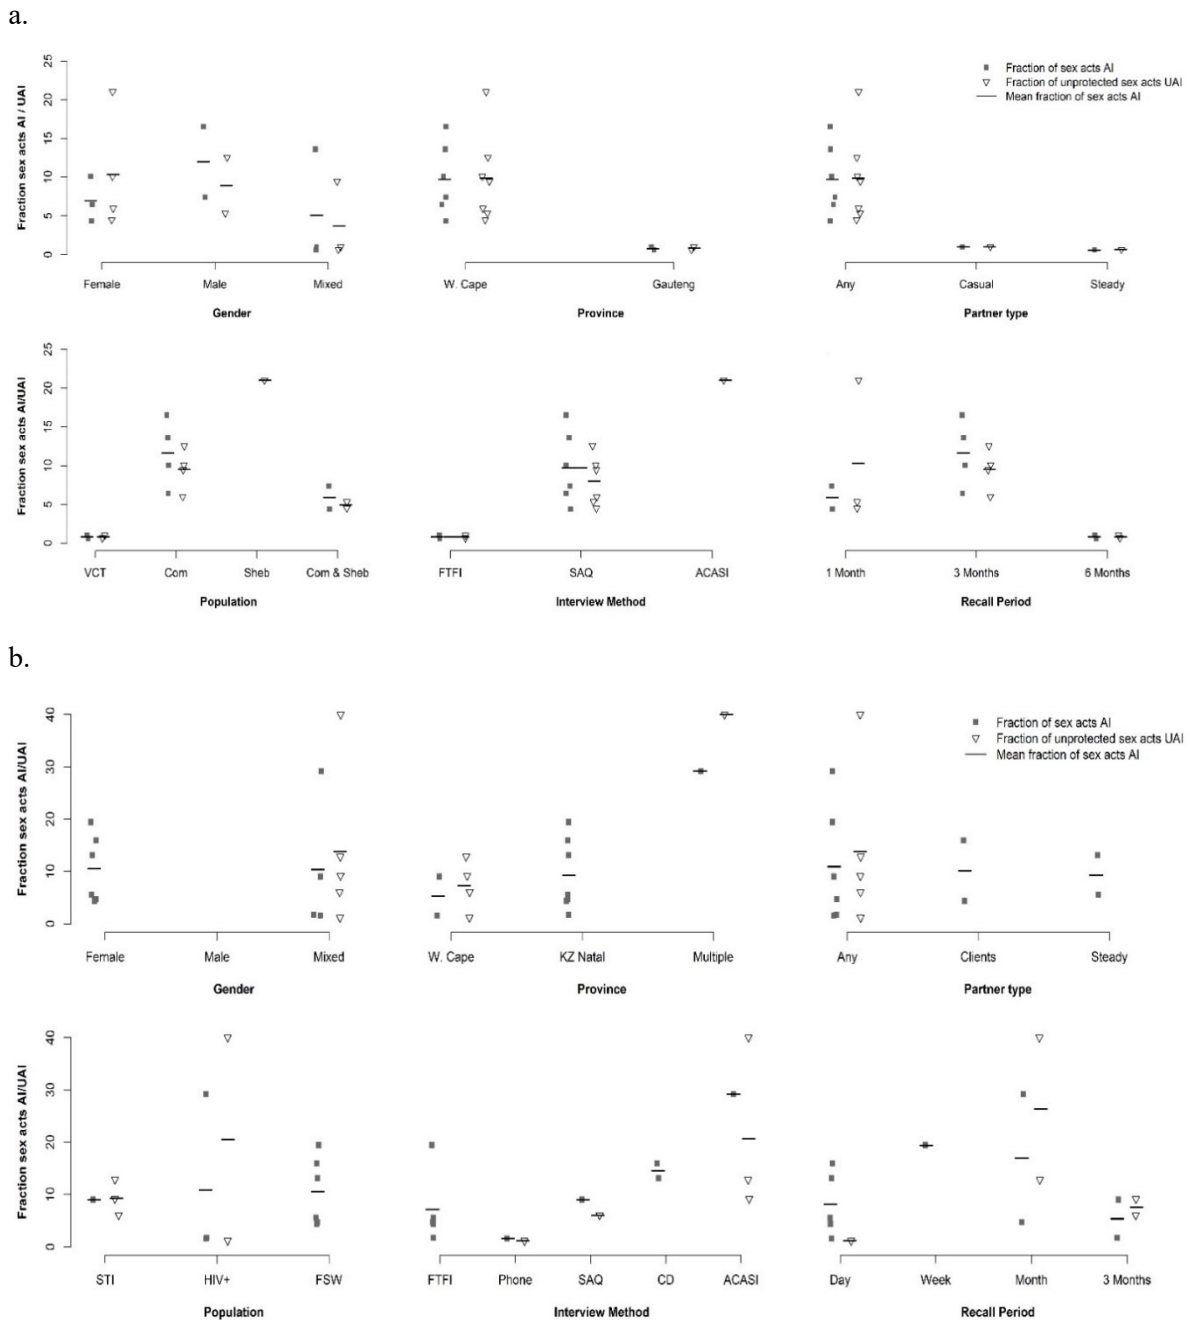 a.
Fraction sex acts AI / UAI
25
20
15
10
5
0
Fraction of sex acts AI
Fraction of unprotected sex acts UAI
Mean fraction of sex acts AI
Female Male Mixed
Gender
W. Cape Gauteng
Province
Any Casual Steady
Partner type
Fraction sex acts AI/UAI
25
20
15
10
5
0
VCT Com Sheb Com & Sheb
Population
FTFI SAQ ACASI
Interview Method
1 Month 3 Months 6 Months
Recall Period
b.
Fraction sex acts AI/UAI
40
30
20
10
0
Fraction of sex acts AI
Fraction of unprotected sex acts UAI
Mean fraction of sex acts AI
Female Male Mixed
Gender
W. Cape KZ Natal Multiple
Province
Any Clients Steady
Partner type
Fraction sex acts AI/UAI
40
30
20
10
0
STI HIV+ FSW
Population
FTFI Phone SAQ CD ACASI
Interview Method
Day Week Month 3 Months
Recall Period